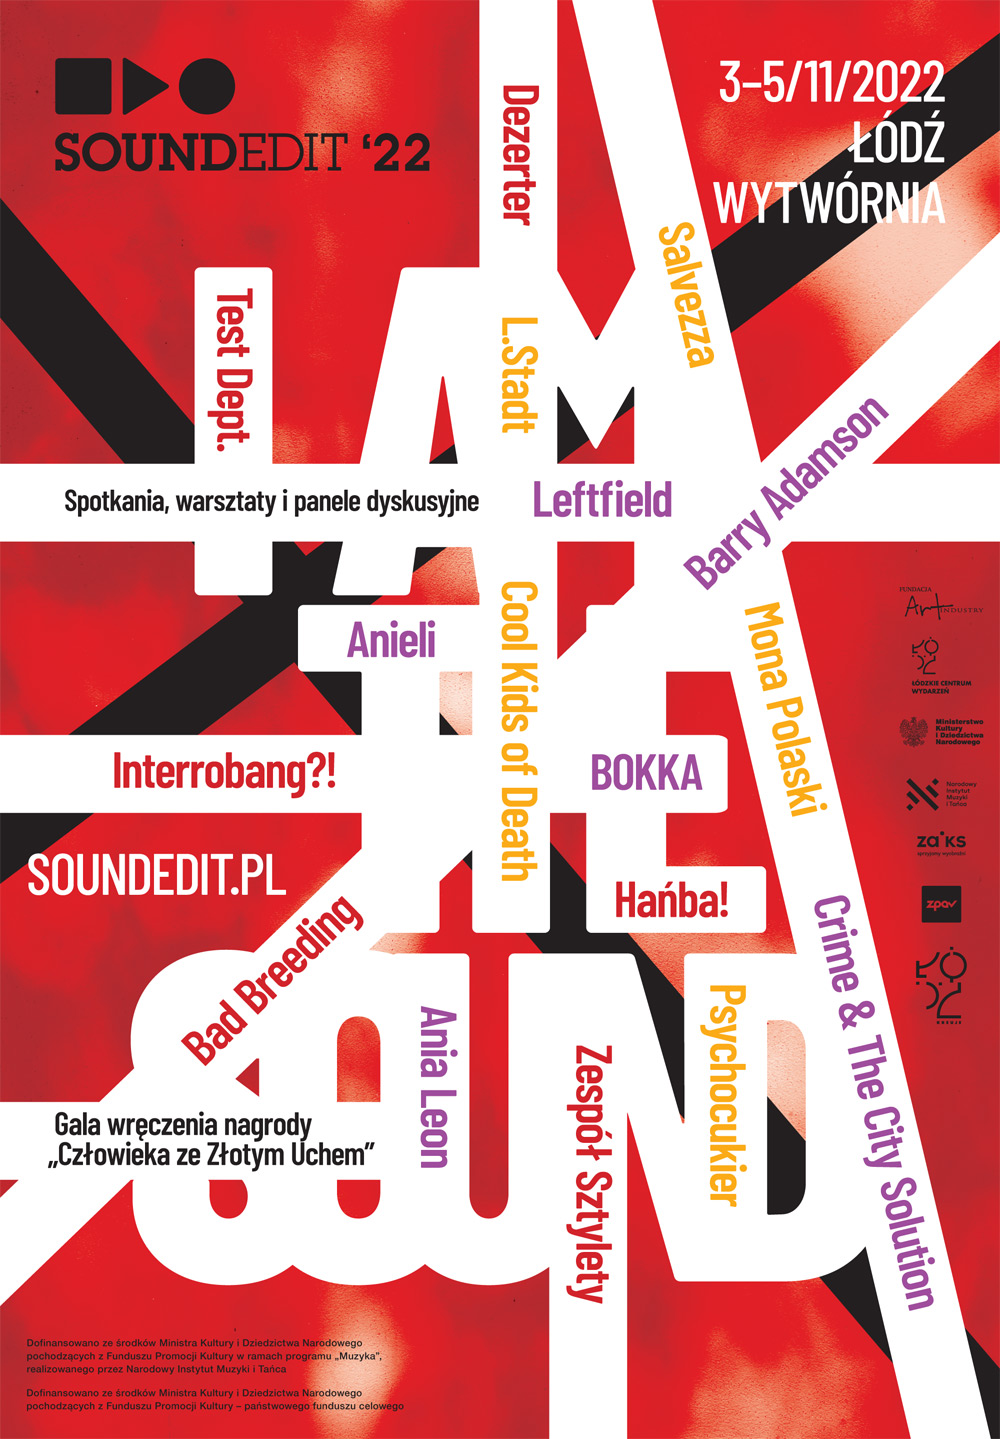 SOUNDEDIT ‘22
3–5/11/2022
ŁÓDŹ
WYTWÓRNIA
Dezerter
Salvezza
Test Dept.
L.Stadt
I AM
Barry Adamson
Spotkania, warsztaty i panele dyskusyjne
Leftfield
Cool Kids of Death
Mona Polaski
Anieli
THE
Interrobang?!
BOKKA
SOUNDEDIT.PL
Hańba!
Bad Breeding
Crime & The City Solution
SOUND
Ania Leon
Psychocukier
Zespół Sztylety
Gala wręczenia nagrody
„Człowieka ze Złotym Uchem”
FUNDACJA
Art INDUSTRY
ŁÓDZKIE CENTRUM
WYDARZEŃ
Ministerstwo
Kultury
i Dziedzictwa
Narodowego
Narodowy
Instytut
Muzyki
i Tańca
ZAiKS
zpav
ŁÓDŹ
KREUJE
Dofinansowano ze środków Ministra Kultury i Dziedzictwa Narodowego
pochodzących z Funduszu Promocji Kultury w ramach programu „Muzyka”,
realizowanego przez Narodowy Instytut Muzyki i Tańca
Dofinansowano ze środków Ministra Kultury i Dziedzictwa Narodowego
pochodzących z Funduszu Promocji Kultury – państwowego funduszu celowego